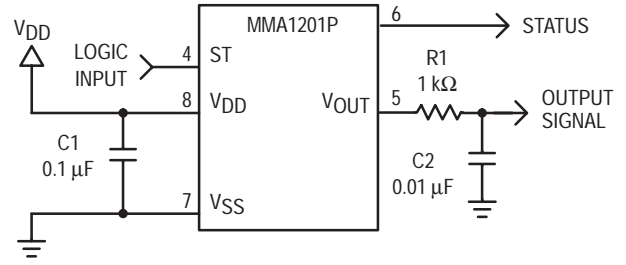 VDD
LOGIC
INPUT
4
ST
MMA1201P
6
STATUS
R1
1 kΩ
8
VDD
VOUT
5
OUTPUT
SIGNAL
C1
0.1 µF
C2
0.01 µF
7
VSS